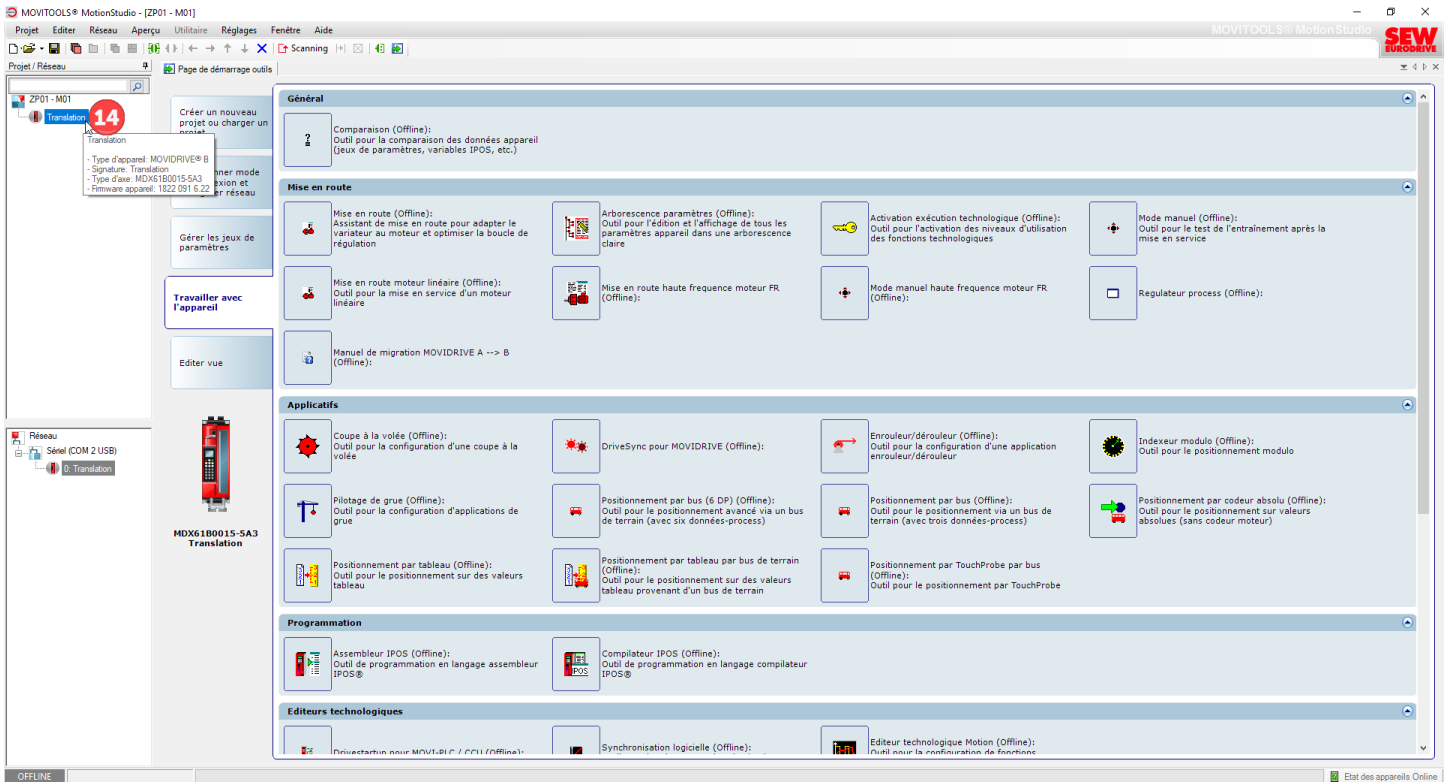 MOVITOOLS® MotionStudio - [ZP01 - M01]
Projet Editer Réseau Aperçu Utilitaire Réglages Fenêtre Aide
MOVITOOLS® MotionStudio
SEW
EURODRIVE
Scanning
Projet / Réseau
Page de démarrage outils
ZP01 - M01
Translation
14
Translation
- Type d'appareil: MOVIDRIVE® B
- Signature: Translation
- Type d'axe: MDX61B0015-5A3
- Firmware appareil: 1822 091 6.22
Réseau
Sériel (COM 2 USB)
0: Translation
Créer un nouveau
projet ou charger un
projet
mode
et
réseau
Gérer les jeux de
paramètres
Travailler avec
l'appareil
Editer vue
MDX61B0015-5A3
Translation
Général
Comparaison (Offline):
Outil pour la comparaison des données appareil
(jeux de paramètres, variables IPOS, etc.)
Mise en route
Mise en route (Offline):
Assistant de mise en route pour adapter le
variateur au moteur et optimiser la boucle de
régulation
Arborescence paramètres (Offline):
Outil pour l'édition et l'affichage de tous les
paramètres appareil dans une arborescence
claire
Activation exécution technologique (Offline):
Outil pour l'activation des niveaux d'utilisation
des fonctions technologiques
Mode manuel (Offline):
Outil pour le test de l'entraînement après la
mise en service
Mise en route moteur linéaire (Offline):
Outil pour la mise en service d'un moteur
linéaire
Mise en route haute frequence moteur FR
(Offline):
Mode manuel haute frequence moteur FR
(Offline):
Regulateur process (Offline):
Manuel de migration MOVIDRIVE A --> B
(Offline):
Applicatifs
Coupe à la volée (Offline):
Outil pour la configuration d'une coupe à la
volée
DriveSync pour MOVIDRIVE (Offline):
Enrouleur/dérouleur (Offline):
Outil pour la configuration d'une application
enrouleur/dérouleur
Indexeur modulo (Offline):
Outil pour le positionnement modulo
Pilotage de grue (Offline):
Outil pour la configuration d'applications de
grue
Positionnement par bus (6 DP) (Offline):
Outil pour le positionnement avancé via un bus
de terrain (avec six données-process)
Positionnement par bus (Offline):
Outil pour le positionnement via un bus de
terrain (avec trois données-process)
Positionnement par codeur absolu (Offline):
Outil pour le positionnement sur valeurs
absolues (sans codeur moteur)
Positionnement par tableau (Offline):
Outil pour le positionnement sur des valeurs
tableau
Positionnement par tableau par bus de terrain
(Offline):
Outil pour le positionnement sur des valeurs
tableau provenant d'un bus de terrain
Positionnement par TouchProbe par bus
(Offline):
Outil pour le positionnement par TouchProbe
Programmation
Assembleur IPOS (Offline):
Outil de programmation en langage assembleur
IPOS®
IPOS
Compilateur IPOS (Offline):
Outil de programmation en langage compilateur
IPOS®
Editeurs technologiques
Drivestartup pour MOVI-PLC / CCU (Offline):
Synchronisation logicielle (Offline):
Editeur technologique Motion (Offline):
Outil pour la configuration de fonctions
OFFLINE
Etat des appareils Online